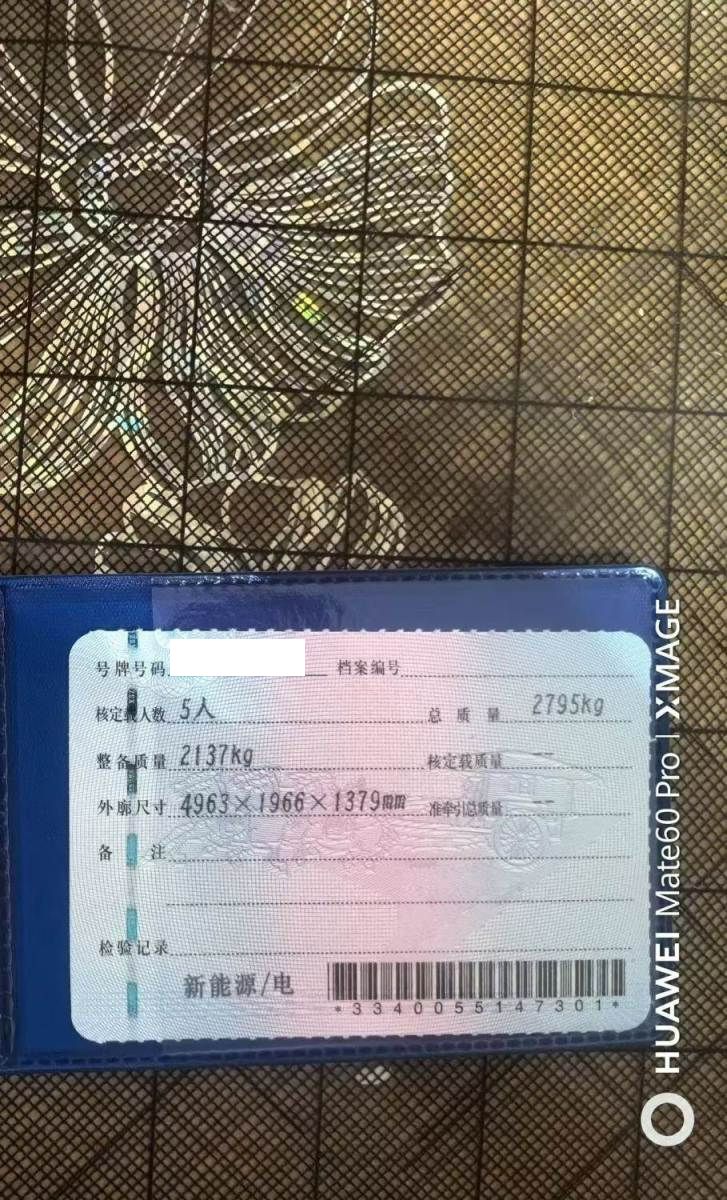 号牌号码 档案编号
核定载人数 5人 总质量 2795kg
整备质量 2137kg 核定载质量 --
外廓尺寸 4963×1966×1379mm 准牵引总质量 --
备注
检验记录
新能源/电
*3340055147301*
HUAWEI Mate60 Pro | XMAGE